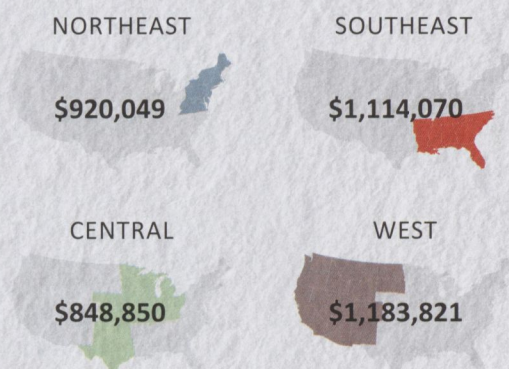 NORTHEAST
SOUTHEAST
$920,049
$1,114,070
CENTRAL
WEST
$848,850
$1,183,821